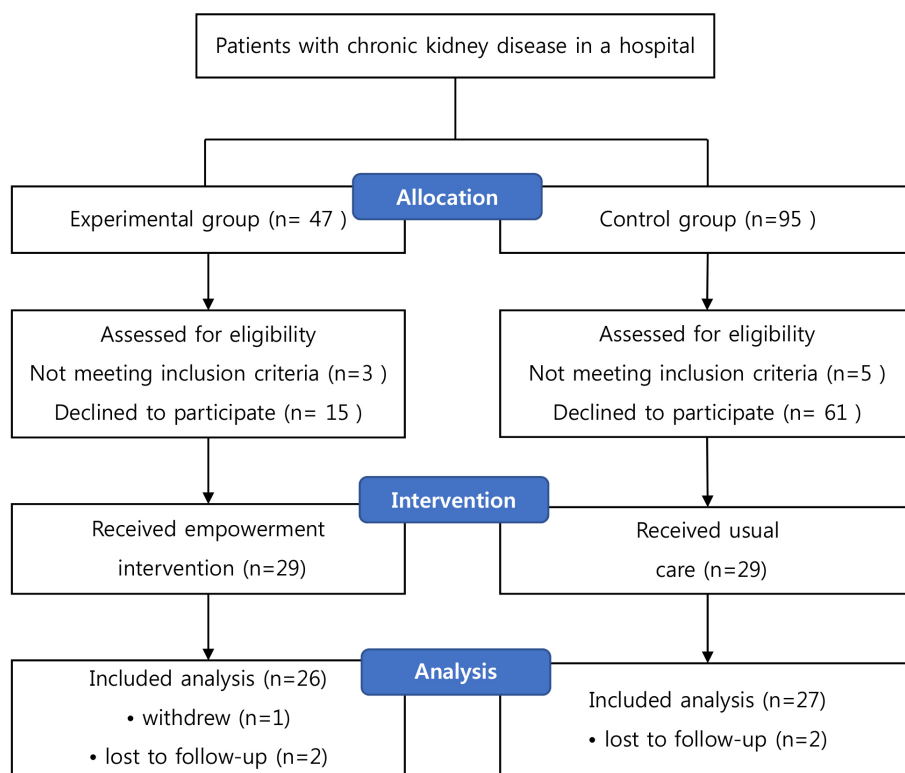 Patients with chronic kidney disease in a hospital
Allocation
Experimental group (n= 47 )
Control group (n=95 )
Assessed for eligibility
Not meeting inclusion criteria (n=3 )
Declined to participate (n= 15 )
Assessed for eligibility
Not meeting inclusion criteria (n=5 )
Declined to participate (n= 61 )
Intervention
Received empowerment
intervention (n=29)
Received usual
care (n=29)
Analysis
Included analysis (n=26)
• withdrew (n=1)
• lost to follow-up (n=2)
Included analysis (n=27)
• lost to follow-up (n=2)